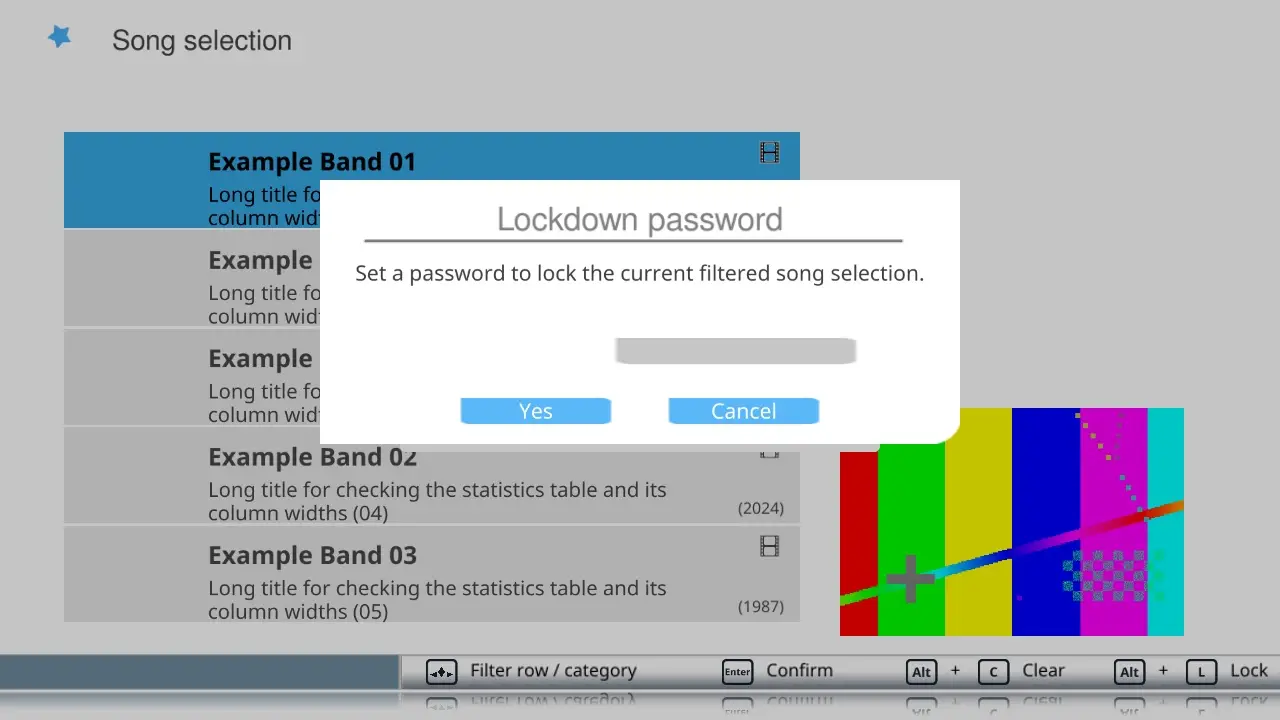 Song selection
Example Band 01
Long title fo
column widt
Lockdown password
Set a password to lock the current filtered song selection.
Yes
Cancel
Example
Long title fo
column widt
Example
Long title fo
column widt
Example Band 02
Long title for checking the statistics table and its
column widths (04)
(2024)
Example Band 03
Long title for checking the statistics table and its
column widths (05)
(1987)
Filter row / category
Enter Confirm
Alt + C Clear
Alt + L Lock